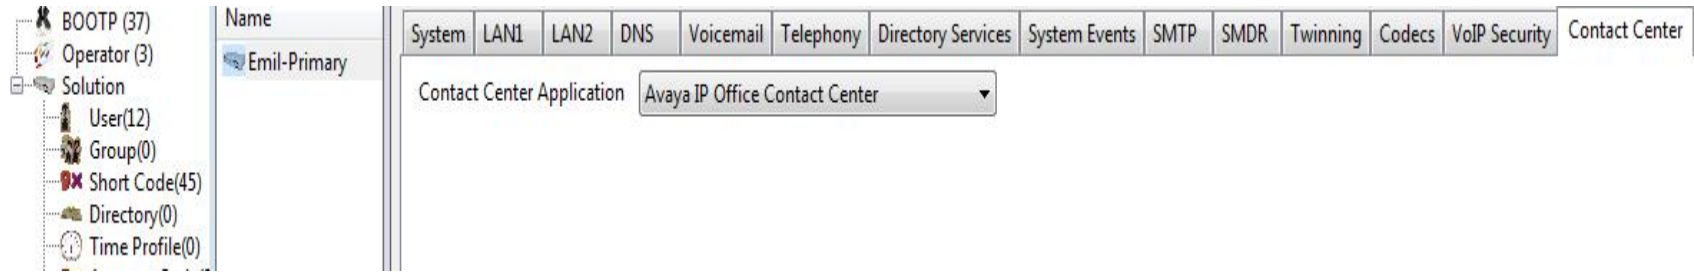 BOOTP (37)
Operator (3)
Solution
User(12)
Group(0)
Short Code(45)
Directory(0)
Time Profile(0)
Name
Emil-Primary
System LAN1 LAN2 DNS Voicemail Telephony Directory Services System Events SMTP SMDR Twinning Codecs VoIP Security Contact Center
Contact Center Application Avaya IP Office Contact Center